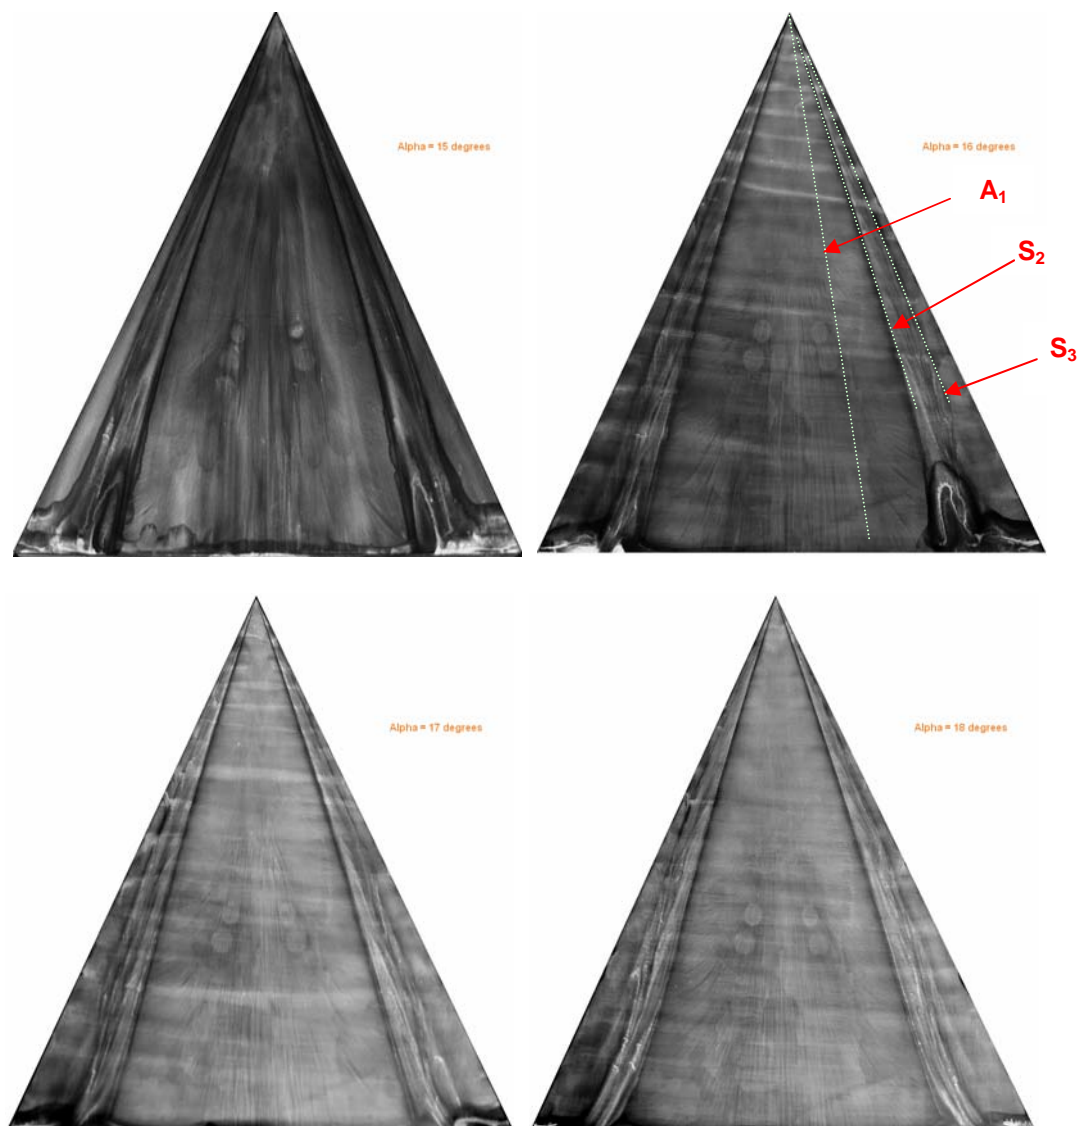 Alpha = 15 degrees
Alpha = 16 degrees
A₁
S₂
S₃
Alpha = 17 degrees
Alpha = 18 degrees